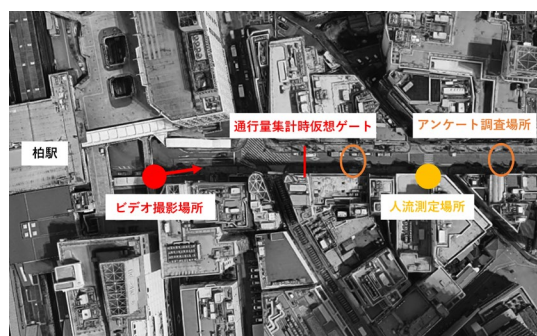 通行量集計時仮想ゲート
アンケート調査場所
柏駅
ビデオ撮影場所
人流測定場所